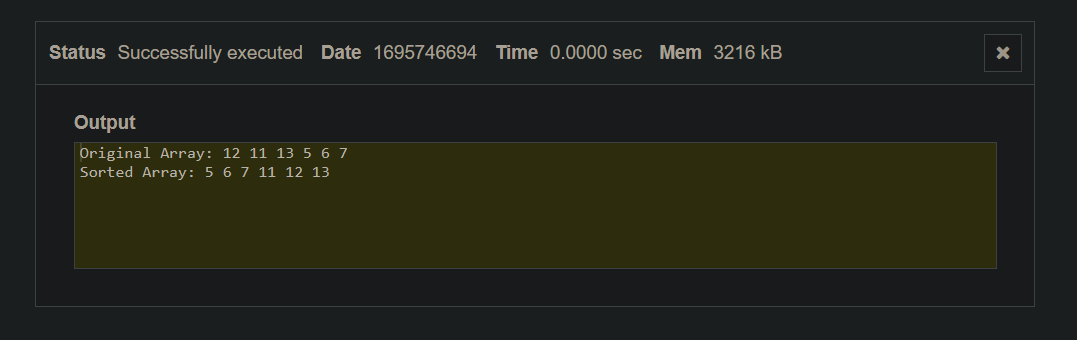 Status Successfully executed Date 1695746694 Time 0.0000 sec Mem 3216 kB
Output
Original Array: 12 11 13 5 6 7
Sorted Array: 5 6 7 11 12 13